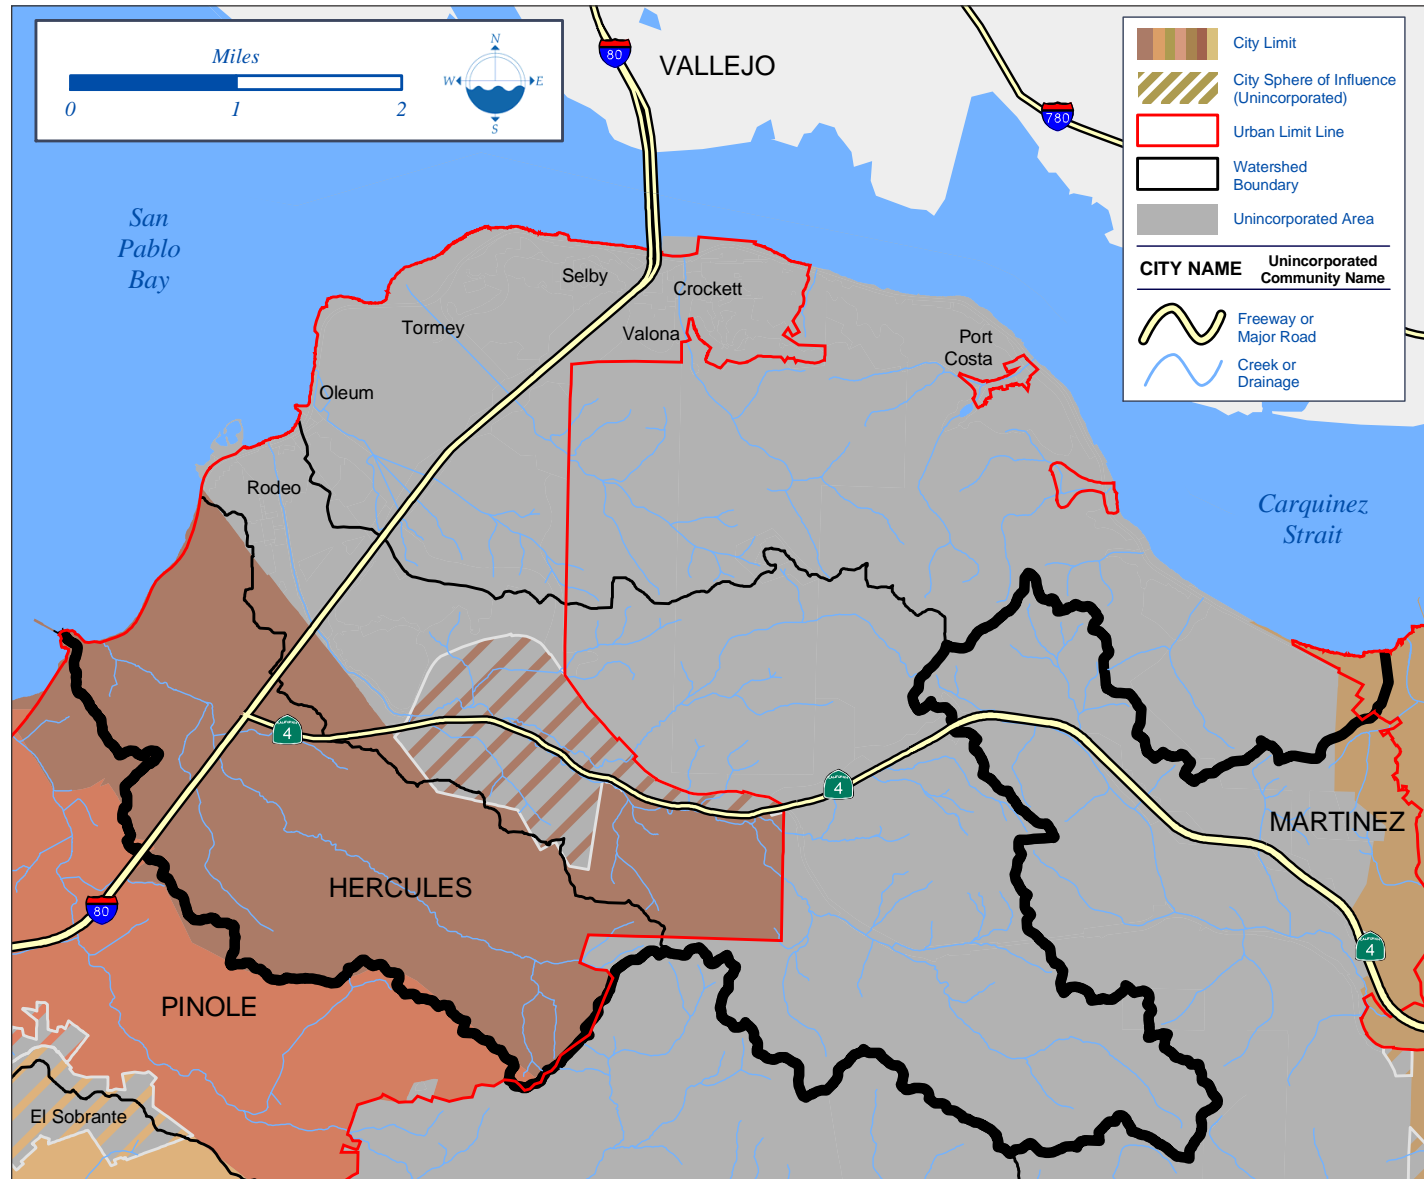 Miles
0 1 2
N
W E
S
80
VALLEJO
780
City Limit
City Sphere of Influence
(Unincorporated)
Urban Limit Line
Watershed
Boundary
Unincorporated Area
CITY NAME
Unincorporated
Community Name
Freeway or
Major Road
Creek or
Drainage
San
Pablo
Bay
Selby
Crockett
Tormey
Valona
Port
Costa
Oleum
Rodeo
Carquinez
Strait
4
4
MARTINEZ
HERCULES
80
4
PINOLE
El Sobrante